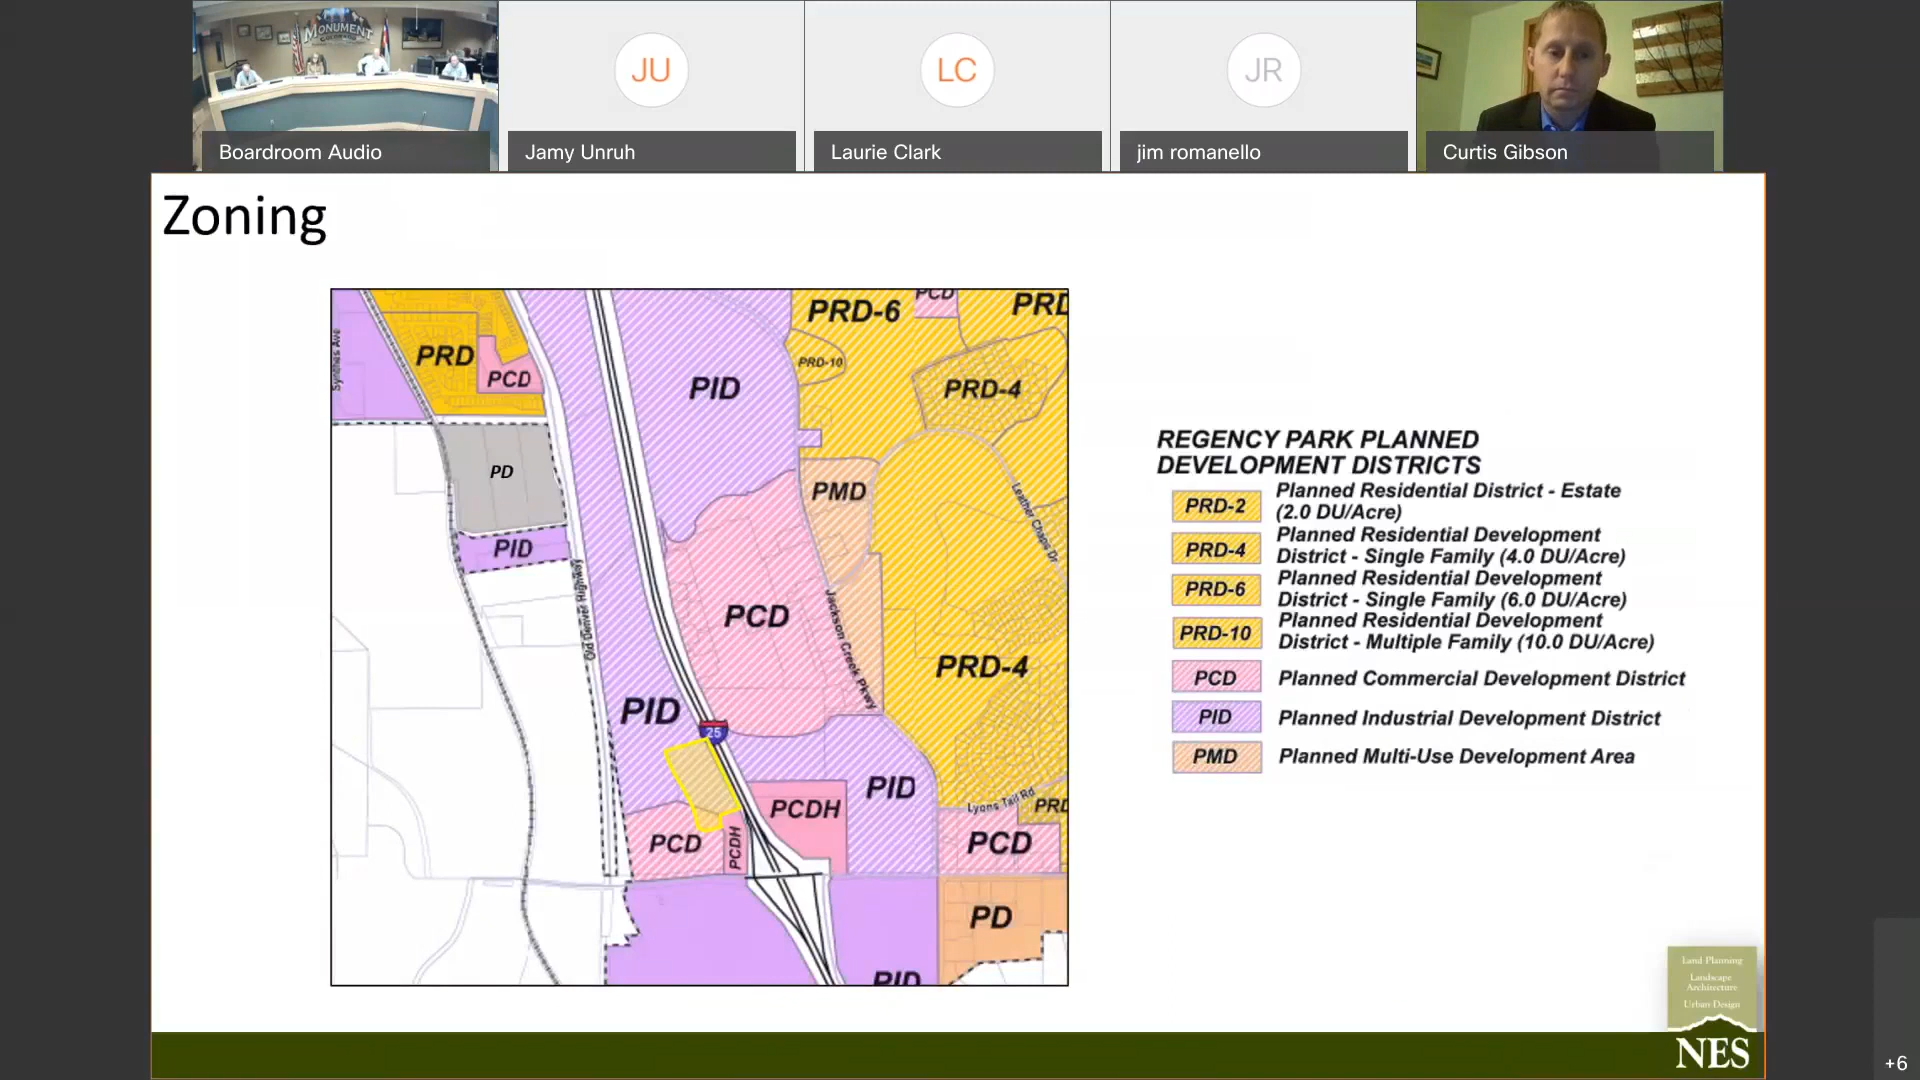 MONUMENT
JU
LC
JR
Boardroom Audio
Jamy Unruh
Laurie Clark
jim romanello
Curtis Gibson
Zoning
PRD-6
PCD
PRD
PRD-10
PRD
PCD
PID
PRD-4
Synthes Ave
PD
PMD
Leather Chaps Dr
PID
Old Denver Highway
PCD
Jackson Creek Pkwy
PRD-4
PID
25
PID
PCDH
Lyons Tail Rd
PRD
PCD
PCDH
PCD
PD
PID
REGENCY PARK PLANNED
DEVELOPMENT DISTRICTS
PRD-2 Planned Residential District - Estate
(2.0 DU/Acre)
PRD-4 Planned Residential Development
District - Single Family (4.0 DU/Acre)
PRD-6 Planned Residential Development
District - Single Family (6.0 DU/Acre)
PRD-10 Planned Residential Development
District - Multiple Family (10.0 DU/Acre)
PCD Planned Commercial Development District
PID Planned Industrial Development District
PMD Planned Multi-Use Development Area
Land Planning
Landscape
Architecture
Urban Design
NES
+6